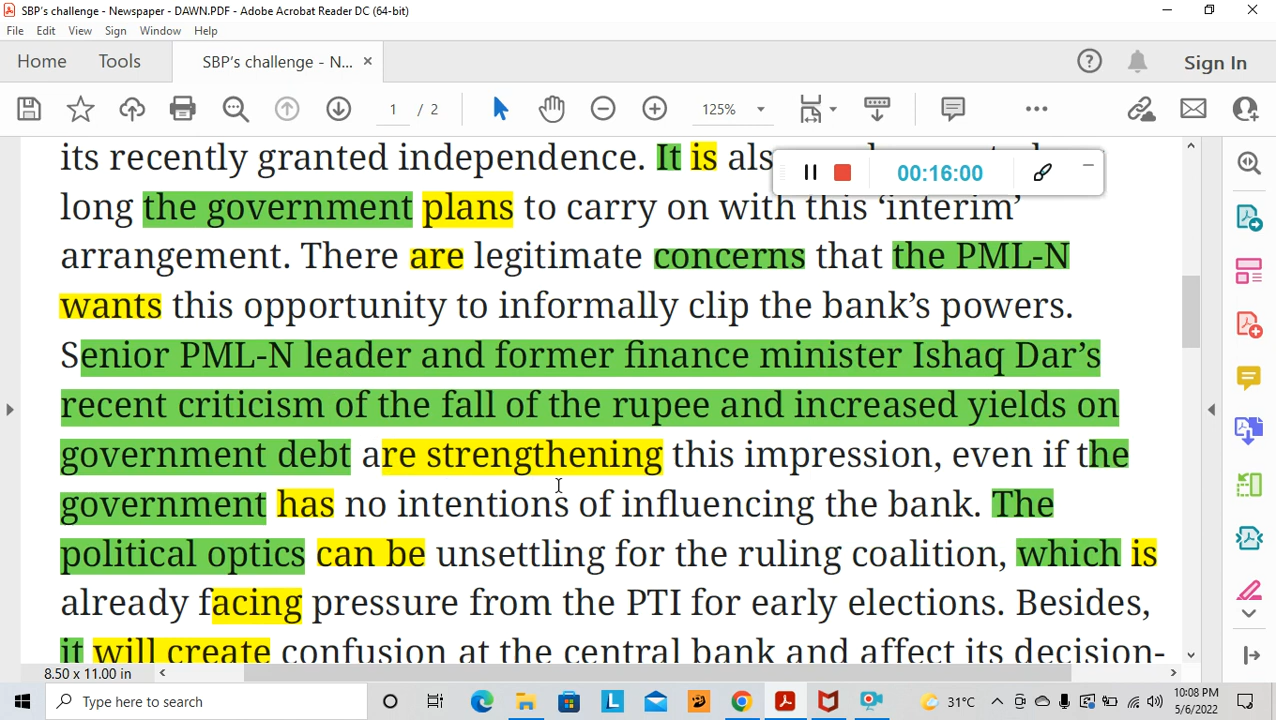 SBP's challenge - Newspaper - DAWN.PDF - Adobe Acrobat Reader DC (64-bit)
File Edit View Sign Window Help
Home Tools SBP's challenge - N... × Sign In
1 / 2 125%
its recently granted independence. It is
00:16:00
long the government plans to carry on with this ‘interim’
arrangement. There are legitimate concerns that the PML-N
wants this opportunity to informally clip the bank’s powers.
Senior PML-N leader and former finance minister Ishaq Dar’s
recent criticism of the fall of the rupee and increased yields on
government debt are strengthening this impression, even if the
government has no intentions of influencing the bank. The
political optics can be unsettling for the ruling coalition, which is
already facing pressure from the PTI for early elections. Besides,
it will create confusion at the central bank and affect its decision-
8.50 x 11.00 in
Type here to search
31°C
10:08 PM
5/6/2022